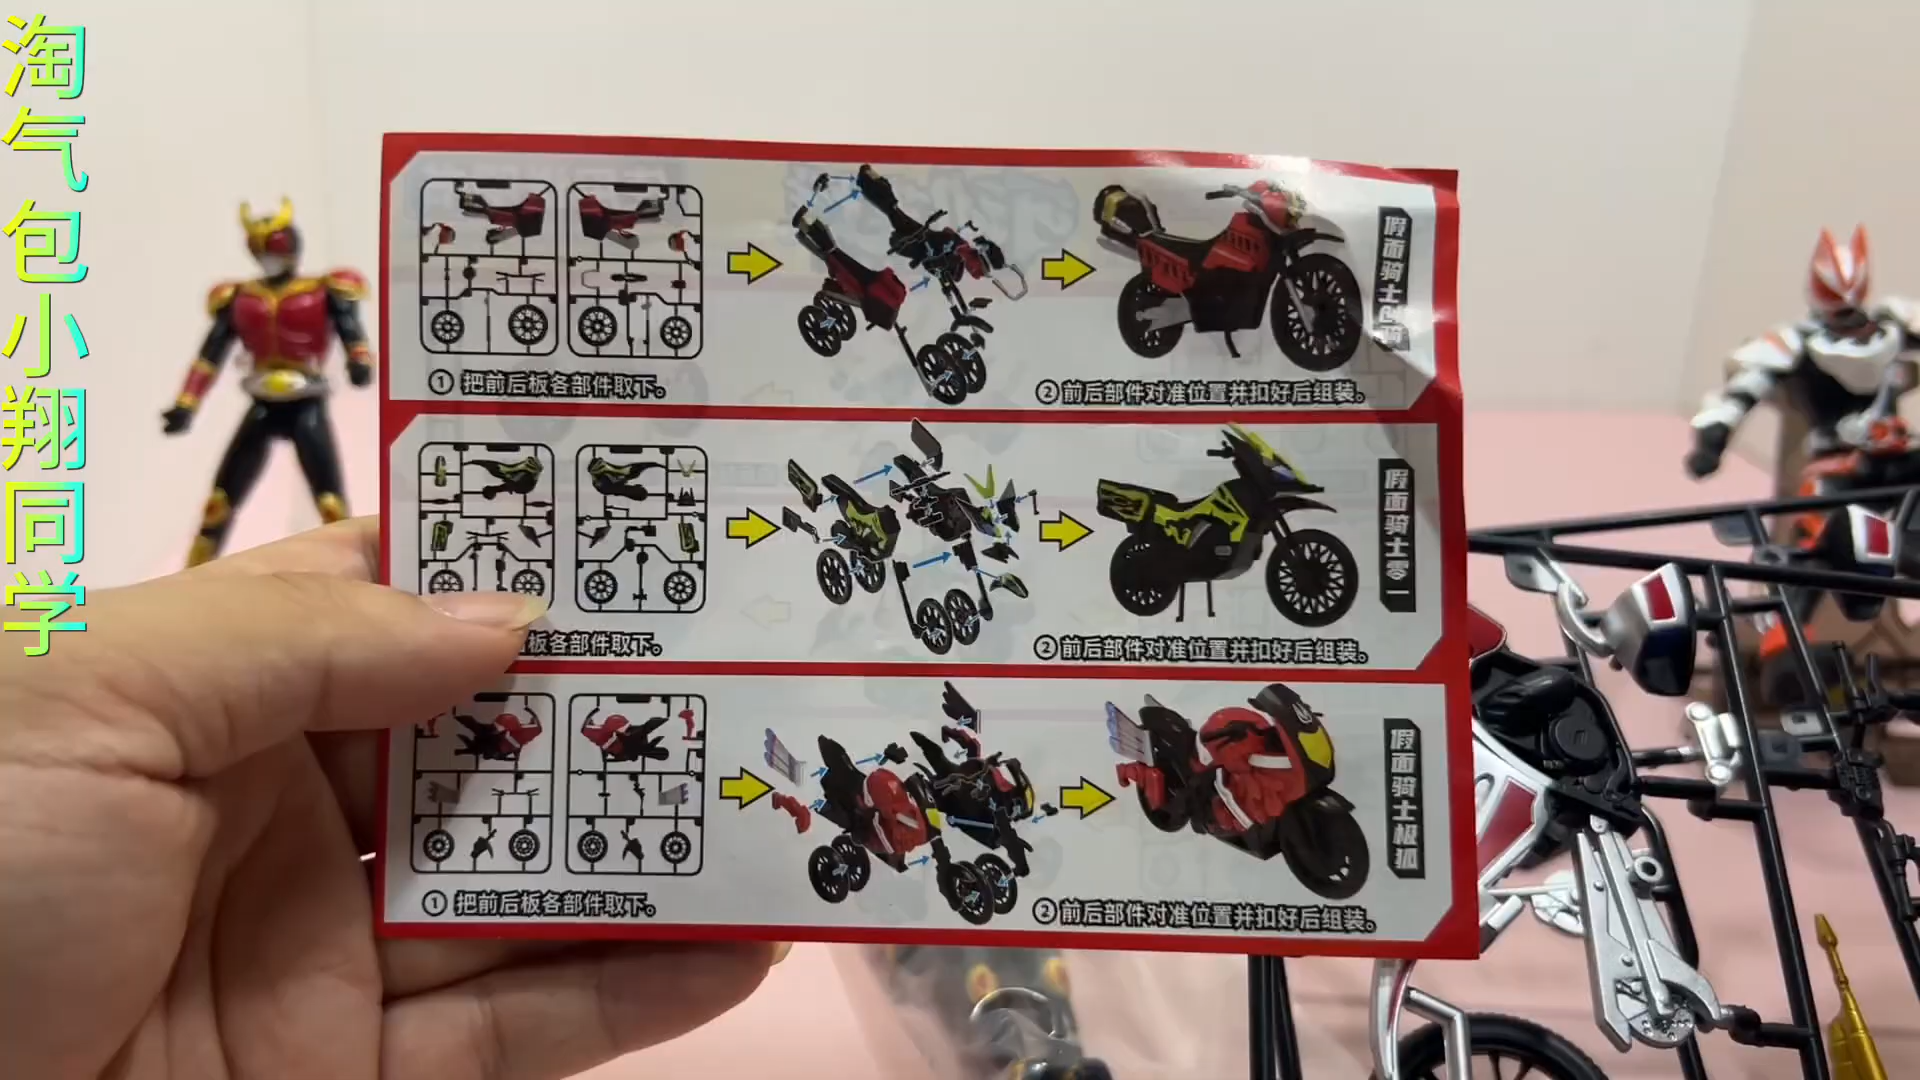 淘气包小翔同学
①把前后板各部件取下。
②前后部件对准位置并扣好后组装。
假面骑士创骑
板各部件取下。
②前后部件对准位置并扣好后组装。
假面骑士零一
①把前后板各部件取下。
②前后部件对准位置并扣好后组装。
假面骑士极狐